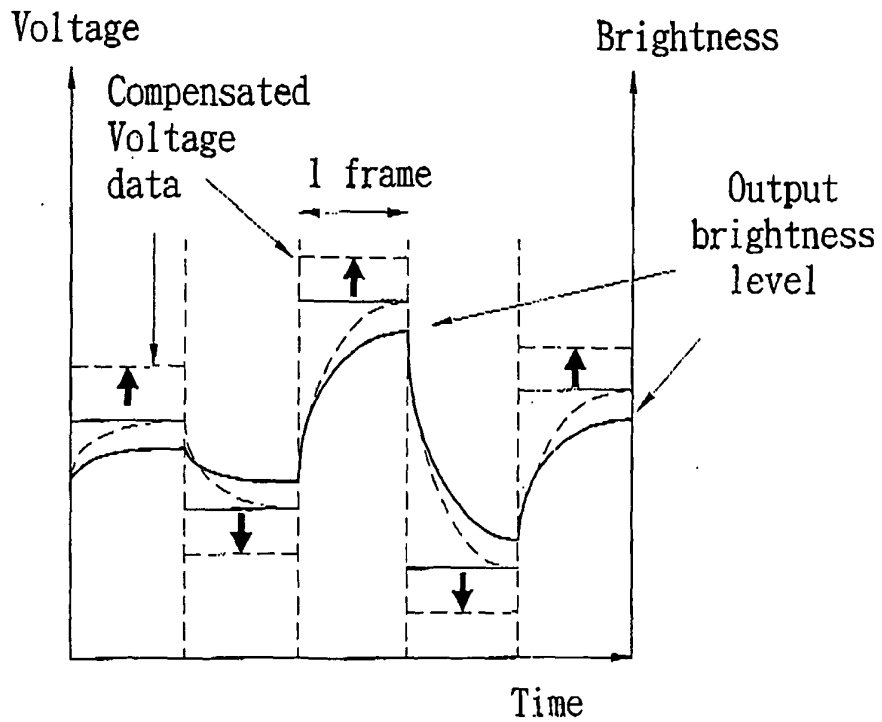 Voltage
Brightness
Compensated
Voltage
data
1 frame
Output
brightness
level
Time